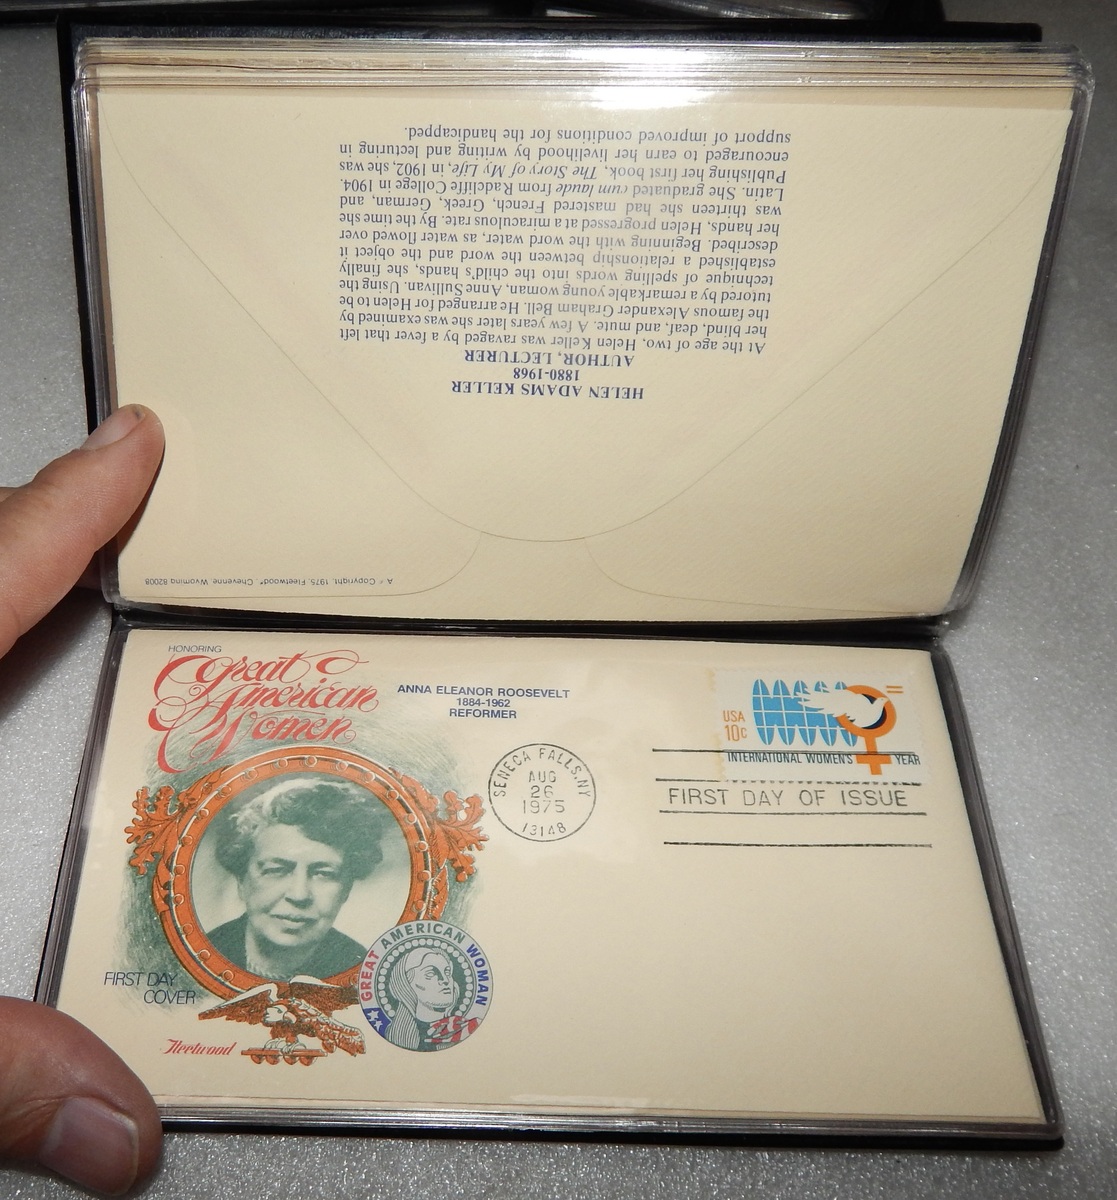 HELEN ADAMS KELLER
1880-1968
AUTHOR, LECTURER
At the age of two, Helen Keller was ravaged by a fever that left
her blind, deaf, and mute. A few years later she was examined by
the famous Alexander Graham Bell. He arranged for Helen to be
tutored by a remarkable young woman, Anne Sullivan. Using the
technique of spelling words into the child's hands, she finally
established a relationship between the word and the object it
described. Beginning with the word water, as water flowed over
her hands, Helen progressed at a miraculous rate. By the time she
was thirteen she had mastered French, Greek, German, and
Latin. She graduated cum laude from Radcliffe College in 1904.
Publishing her first book, The Story of My Life, in 1902, she was
encouraged to earn her livelihood by writing and lecturing in
support of improved conditions for the handicapped.
A © Copyright, 1975, Fleetwood® Cheyenne, Wyoming 82008
HONORING
Great
American
Women
ANNA ELEANOR ROOSEVELT
1884-1962
REFORMER
SENECA FALLS, NY
AUG
26
1975
13148
USA
10c
INTERNATIONAL WOMEN'S YEAR
FIRST DAY OF ISSUE
GREAT AMERICAN WOMAN
FIRST DAY
COVER
Fleetwood